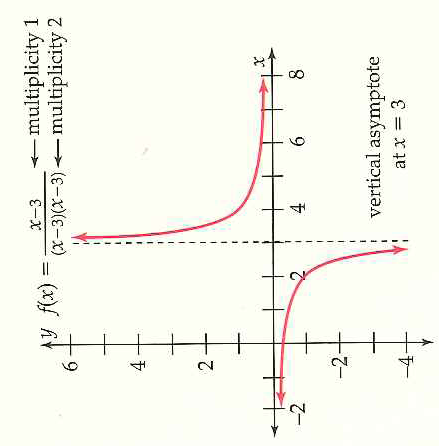 y f(x) = x−3 / (x−3)(x−3)
← multiplicity 1
← multiplicity 2
6
4
2
−2
−4
−2
2
4
6
8
x
vertical asymptote
at x = 3